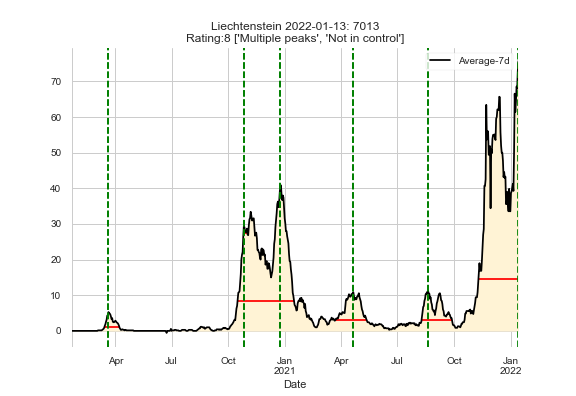 Liechtenstein 2022-01-13: 7013
Rating:8 ['Multiple peaks', 'Not in control']
Average-7d
70
60
50
40
30
20
10
0
Apr Jul Oct Jan Apr Jul Oct Jan
2021 2022
Date